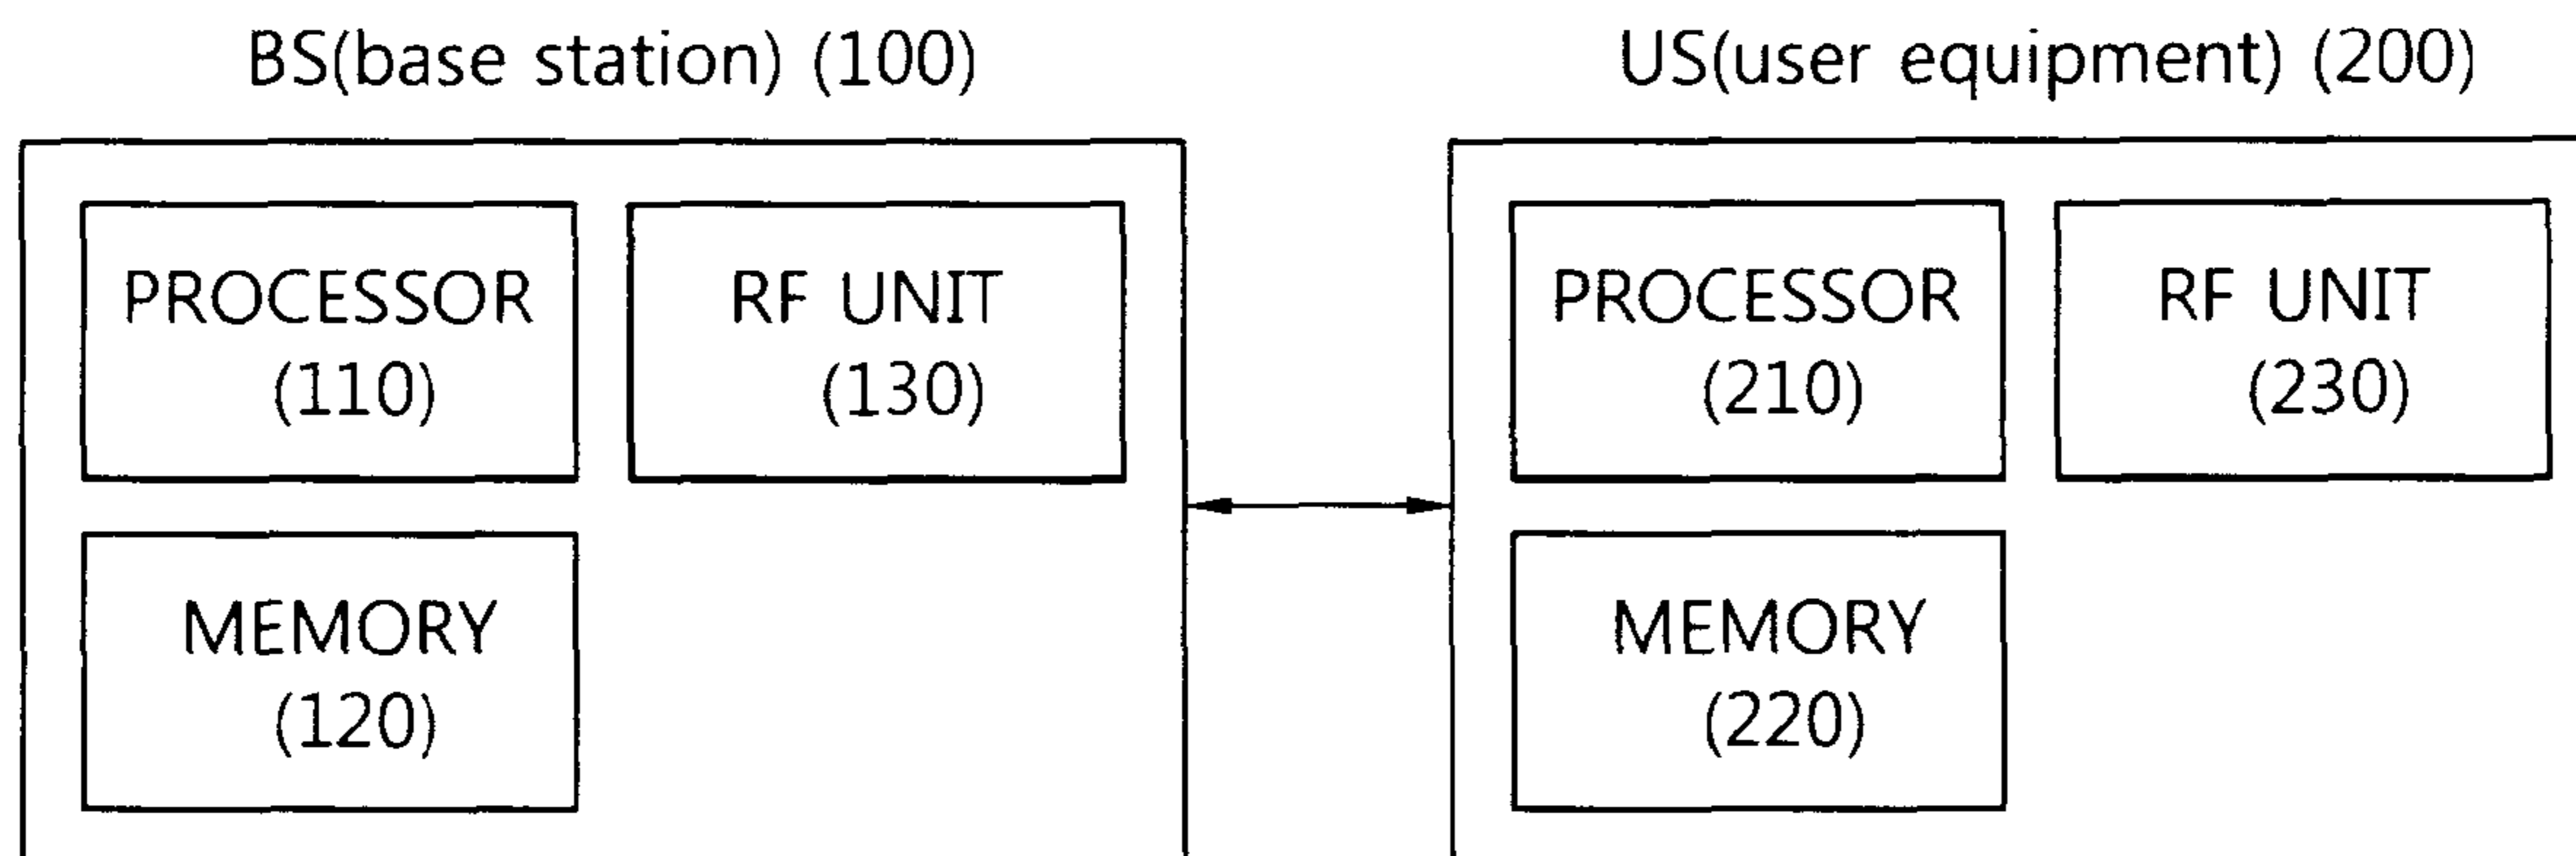 BS(base station) (100)
PROCESSOR
(110)
RF UNIT
(130)
MEMORY
(120)
US(user equipment) (200)
PROCESSOR
(210)
RF UNIT
(230)
MEMORY
(220)